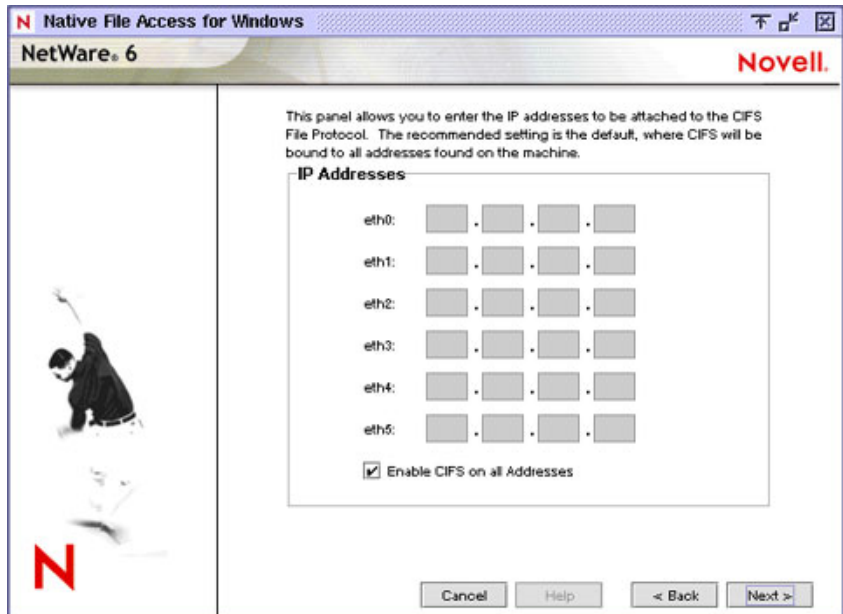 N Native File Access for Windows
NetWare® 6
Novell.
This panel allows you to enter the IP addresses to be attached to the CIFS
File Protocol. The recommended setting is the default, where CIFS will be
bound to all addresses found on the machine.
IP Addresses
eth0: . . .
eth1: . . .
eth2: . . .
eth3: . . .
eth4: . . .
eth5: . . .
Enable CIFS on all Addresses
N
Cancel Help < Back Next >